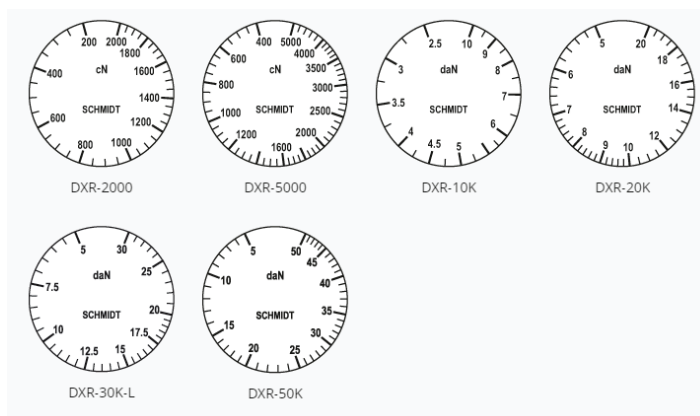 200 2000
1800
400 cN 1600
1400
SCHMIDT
600 1200
800 1000
DXR-2000
400 5000
600 4000
cN 3500
800 3000
SCHMIDT
1000 2500
1200 2000
1600
DXR-5000
2.5 10
9
3 daN 8
7
3.5 SCHMIDT
4 6
4.5 5
DXR-10K
5 20
18
6 daN 16
7 SCHMIDT 14
8 12
9 10
DXR-20K
5 30
daN 25
7.5
SCHMIDT 20
10 17.5
12.5 15
DXR-30K-L
5 50
45
10 daN 40
SCHMIDT 35
15 30
20 25
DXR-50K